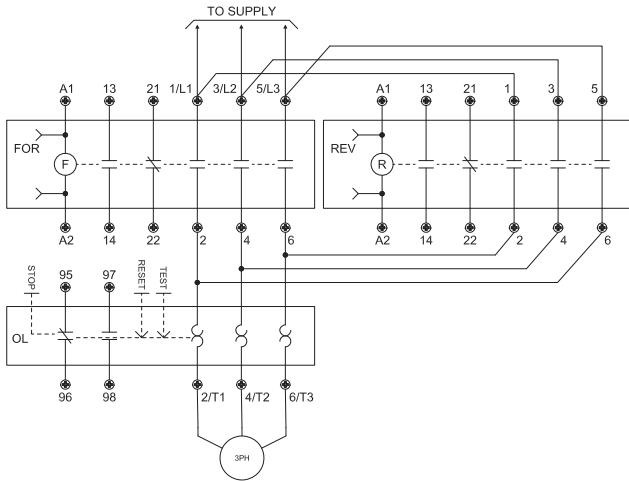 TO SUPPLY
A1 13 21 1/L1 3/L2 5/L3 A1 13 21 1 3 5
FOR F REV R
A2 14 22 2 4 6 A2 14 22 2 4 6
STOP 95 97 RESET TEST
OL
96 98 2/T1 4/T2 6/T3
3PH